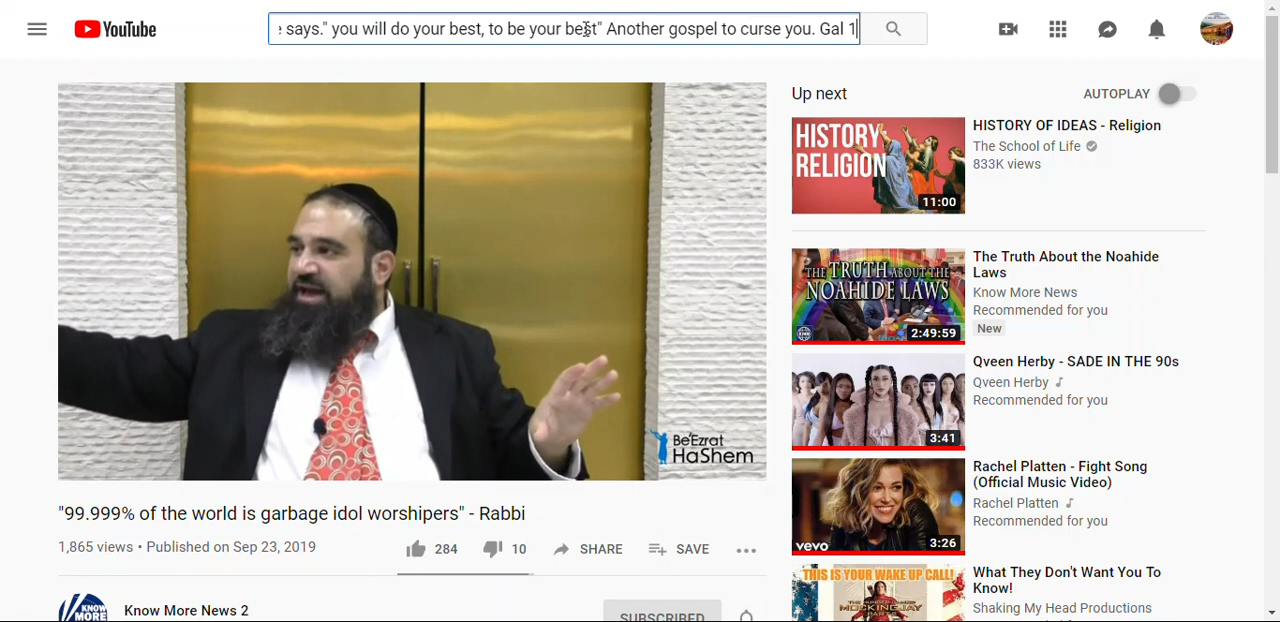 YouTube
e says." you will do your best, to be your best" Another gospel to curse you. Gal 1
Be'Ezrat
HaShem
"99.999% of the world is garbage idol worshipers" - Rabbi
1,865 views • Published on Sep 23, 2019
284
10
SHARE
SAVE
KNOW
MORE
Know More News 2
SUBSCRIBED
Up next
AUTOPLAY
HISTORY:
RELIGION
11:00
HISTORY OF IDEAS - Religion
The School of Life
833K views
THE TRUTH ABOUT THE
NOAHIDE LAWS
2:49:59
The Truth About the Noahide
Laws
Know More News
Recommended for you
New
3:41
Qveen Herby - SADE IN THE 90s
Qveen Herby
Recommended for you
vevo
3:26
Rachel Platten - Fight Song
(Official Music Video)
Rachel Platten
Recommended for you
THIS IS YOUR WAKE UP CALL!
MOCKINGJAY
What They Don't Want You To
Know!
Shaking My Head Productions